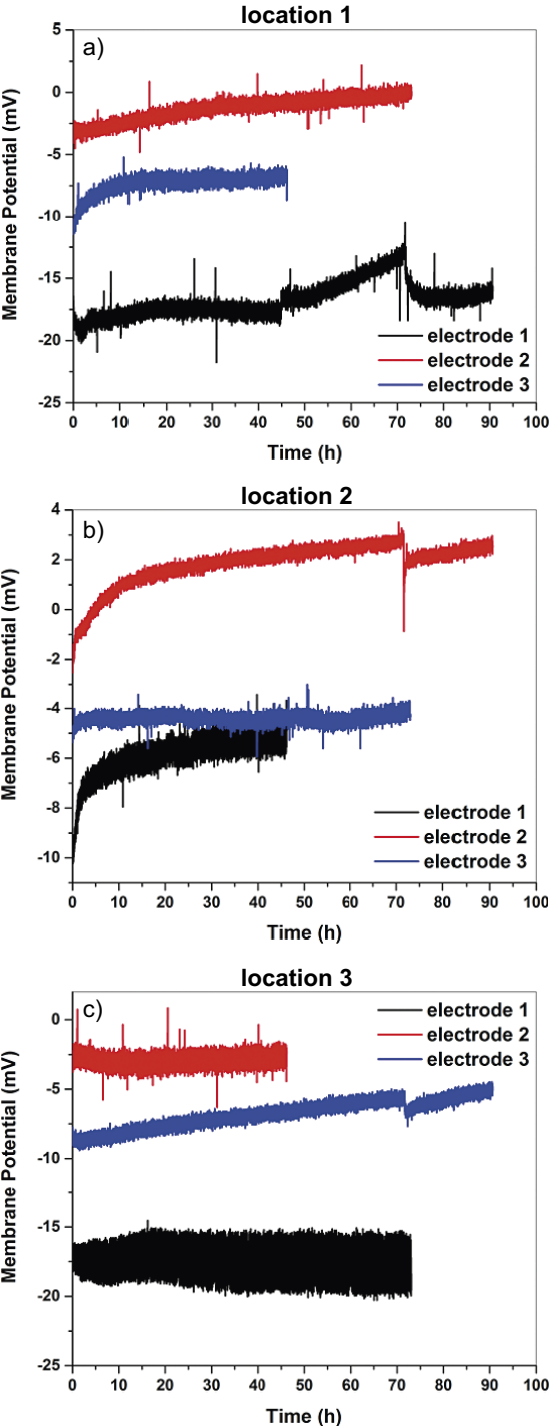 location 1
a)
5
0
-5
-10
-15
-20
-25
Membrane Potential (mV)
electrode 1
electrode 2
electrode 3
0 10 20 30 40 50 60 70 80 90 100
Time (h)
location 2
b)
4
2
0
-2
-4
-6
-8
-10
Membrane Potential (mV)
electrode 1
electrode 2
electrode 3
0 10 20 30 40 50 60 70 80 90 100
Time (h)
location 3
c)
electrode 1
electrode 2
electrode 3
0
-5
-10
-15
-20
-25
Membrane Potential (mV)
0 10 20 30 40 50 60 70 80 90 100
Time (h)